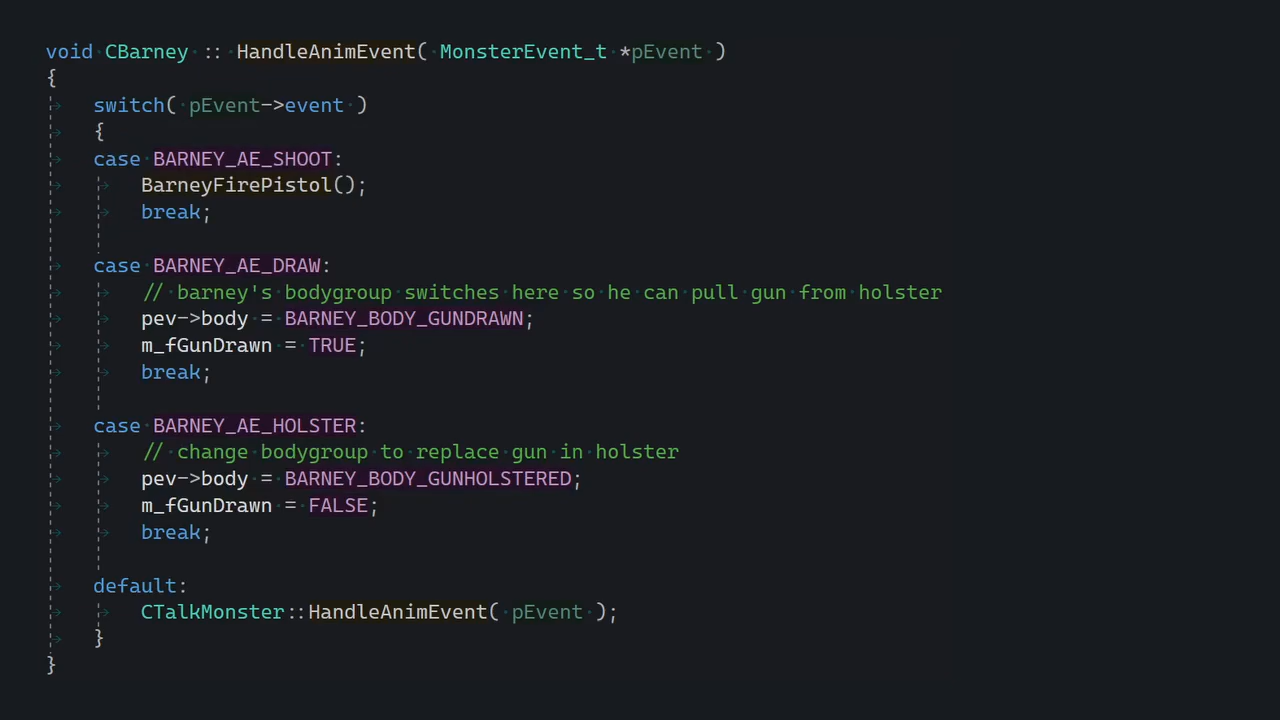 void CBarney :: HandleAnimEvent( MonsterEvent_t *pEvent )
{
switch( pEvent->event )
{
case BARNEY_AE_SHOOT:
BarneyFirePistol();
break;
case BARNEY_AE_DRAW:
// barney's bodygroup switches here so he can pull gun from holster
pev->body = BARNEY_BODY_GUNDRAWN;
m_fGunDrawn = TRUE;
break;
case BARNEY_AE_HOLSTER:
// change bodygroup to replace gun in holster
pev->body = BARNEY_BODY_GUNHOLSTERED;
m_fGunDrawn = FALSE;
break;
default:
CTalkMonster::HandleAnimEvent( pEvent );
}
}